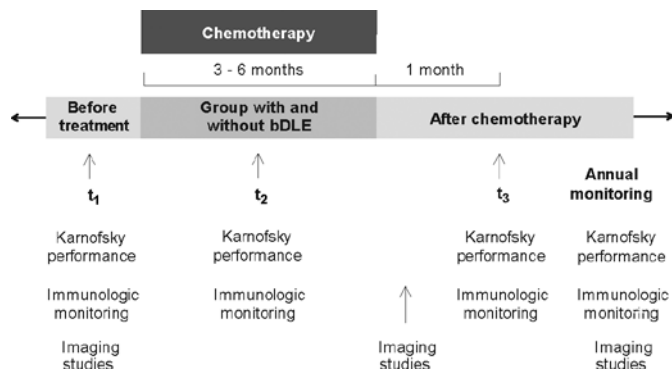 Chemotherapy
3 - 6 months
1 month
Before
treatment
Group with and
without bDLE
After chemotherapy
t1
t2
t3
Annual
monitoring
Karnofsky
performance
Karnofsky
performance
Karnofsky
performance
Karnofsky
performance
Immunologic
monitoring
Immunologic
monitoring
Immunologic
monitoring
Immunologic
monitoring
Imaging
studies
Imaging
studies
Imaging
studies